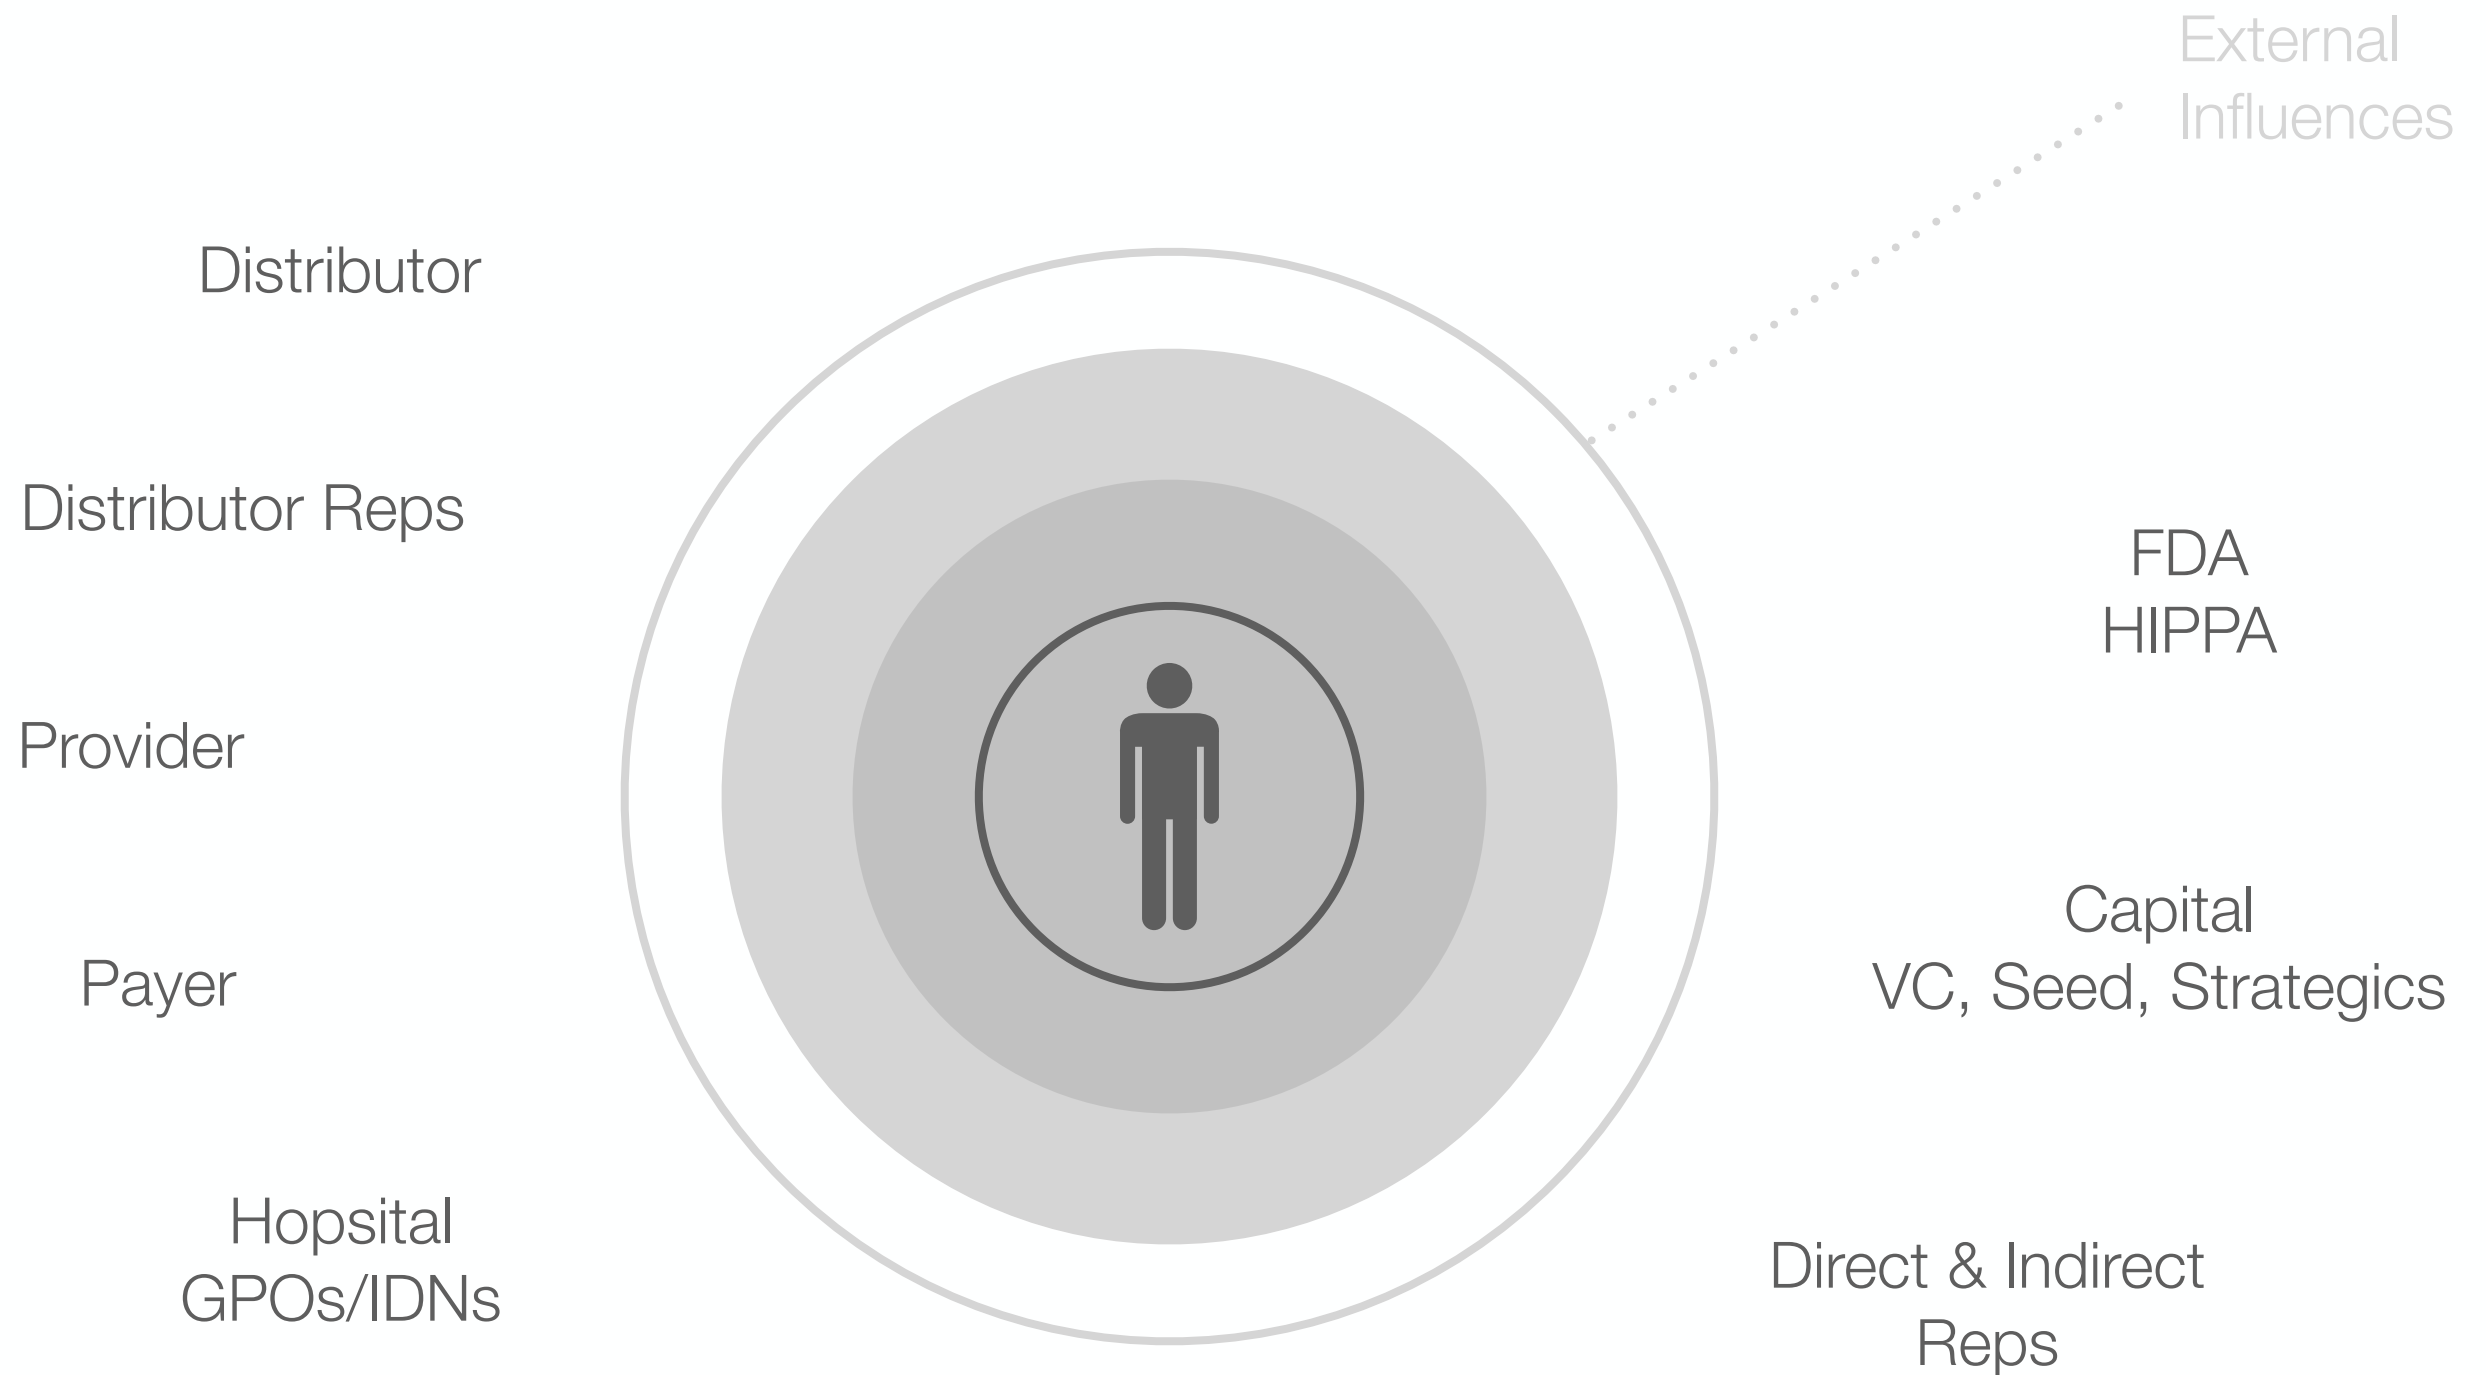 External
Influences
Distributor
Distributor Reps
Provider
Payer
Hopsital
GPOs/IDNs
FDA
HIPPA
Capital
VC, Seed, Strategics
Direct & Indirect
Reps